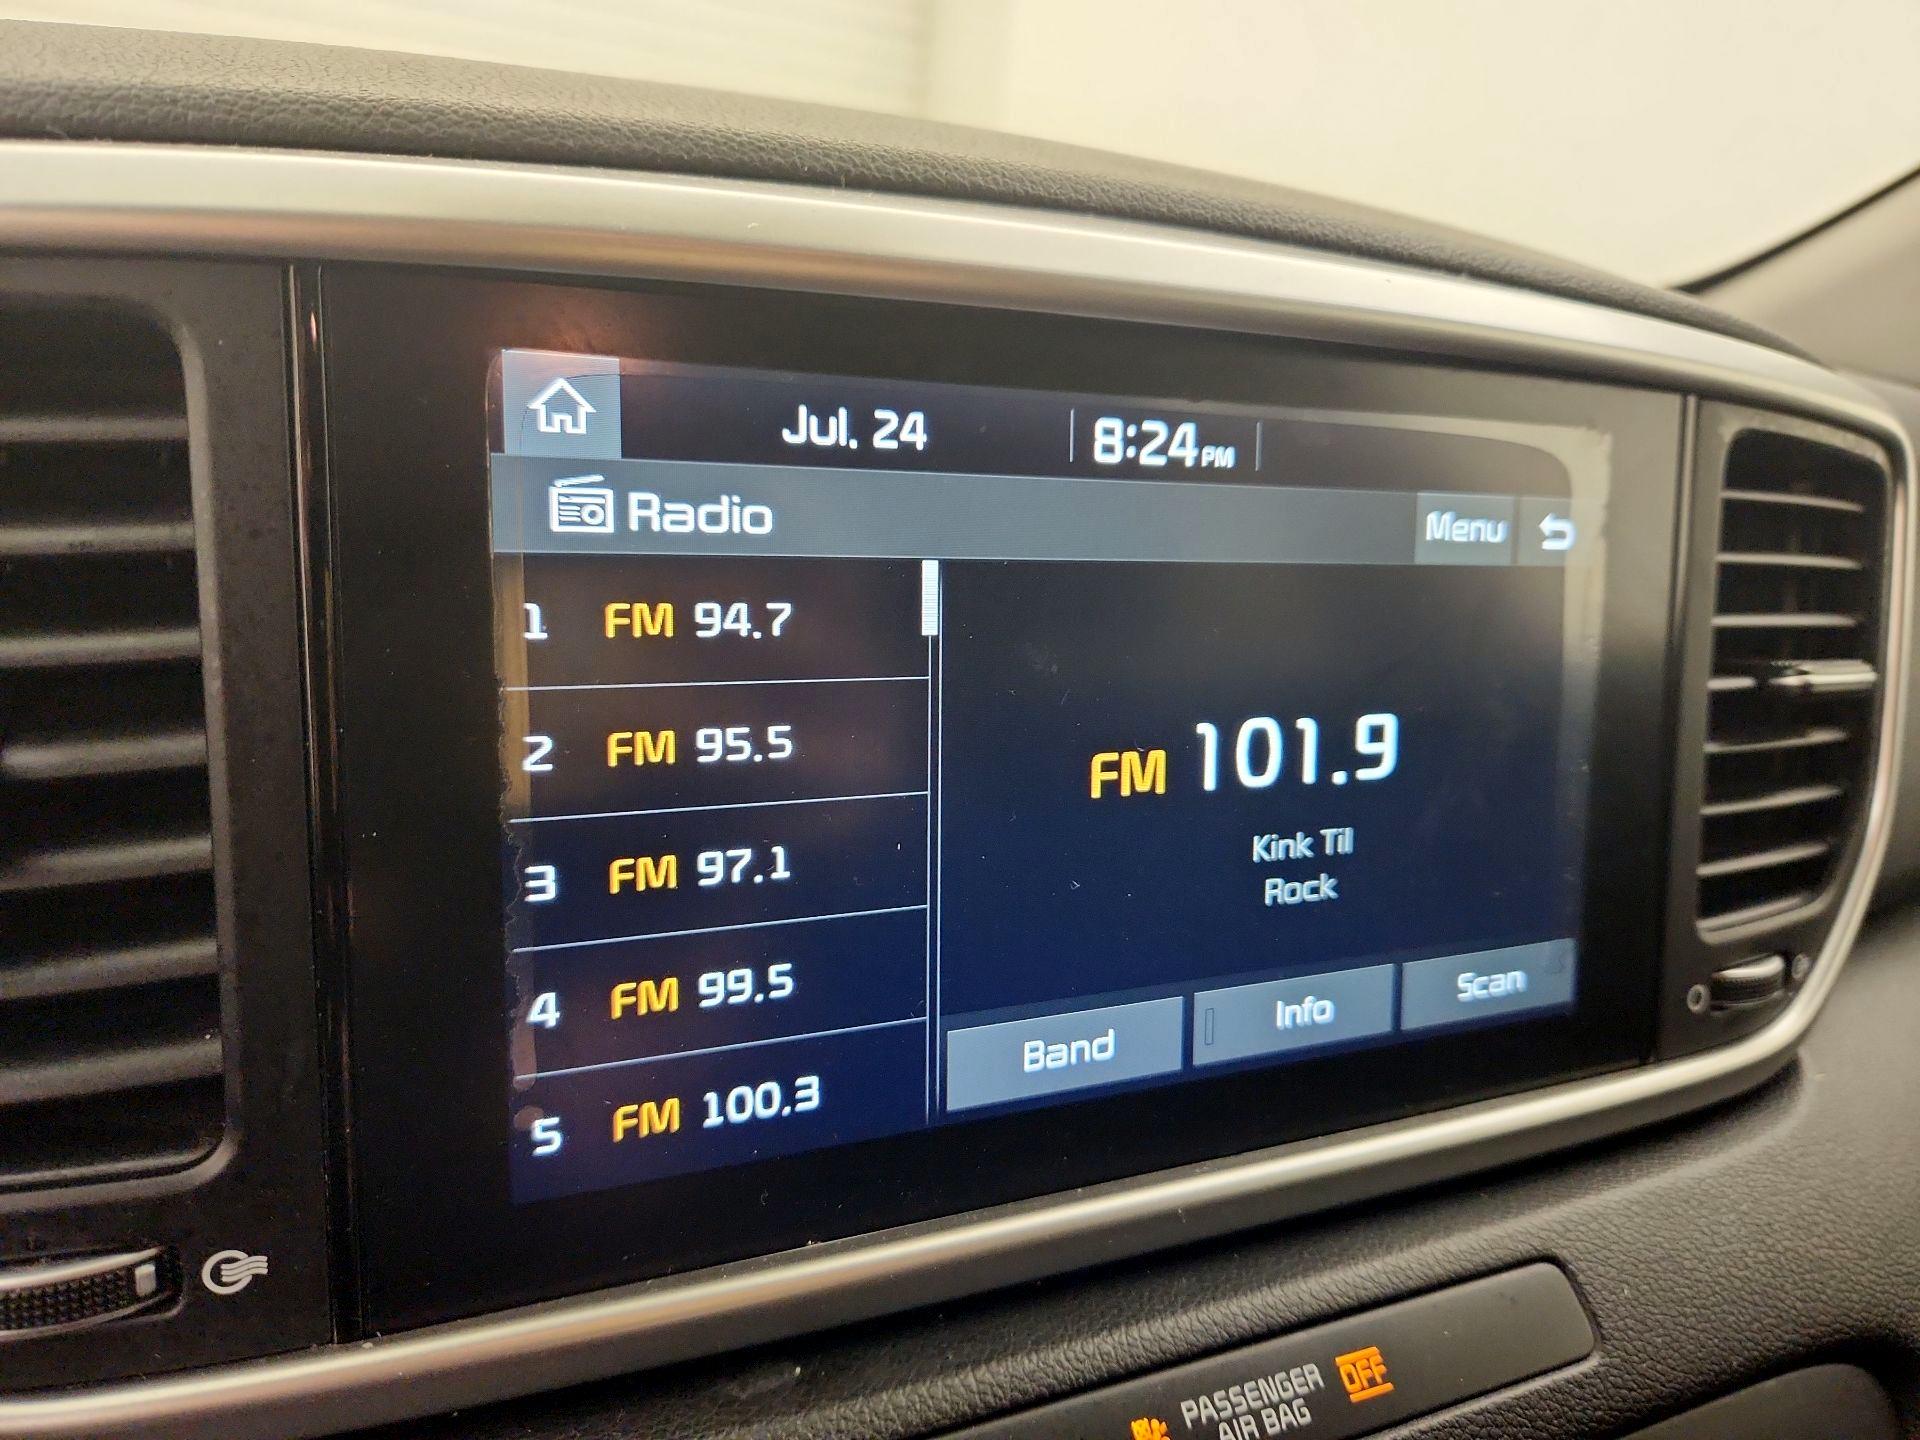 Jul. 24
8:24 PM
Radio
Menu
1 FM 94.7
2 FM 95.5
3 FM 97.1
4 FM 99.5
5 FM 100.3
FM 101.9
Kink Til
Rock
Band
Info
Scan
PASSENGER
AIR BAG
OFF